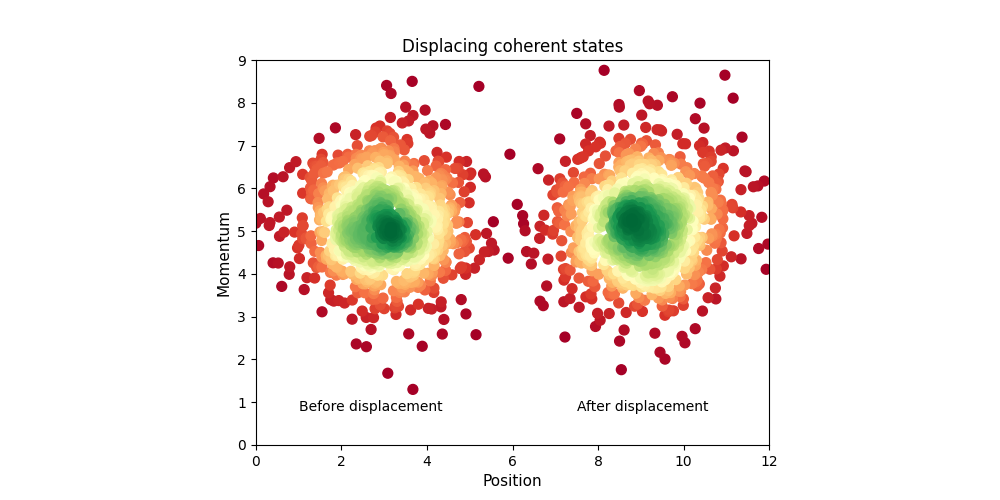 Displacing coherent states
9
8
7
6
5
4
3
2
1
0
Momentum
Before displacement
After displacement
0 2 4 6 8 10 12
Position